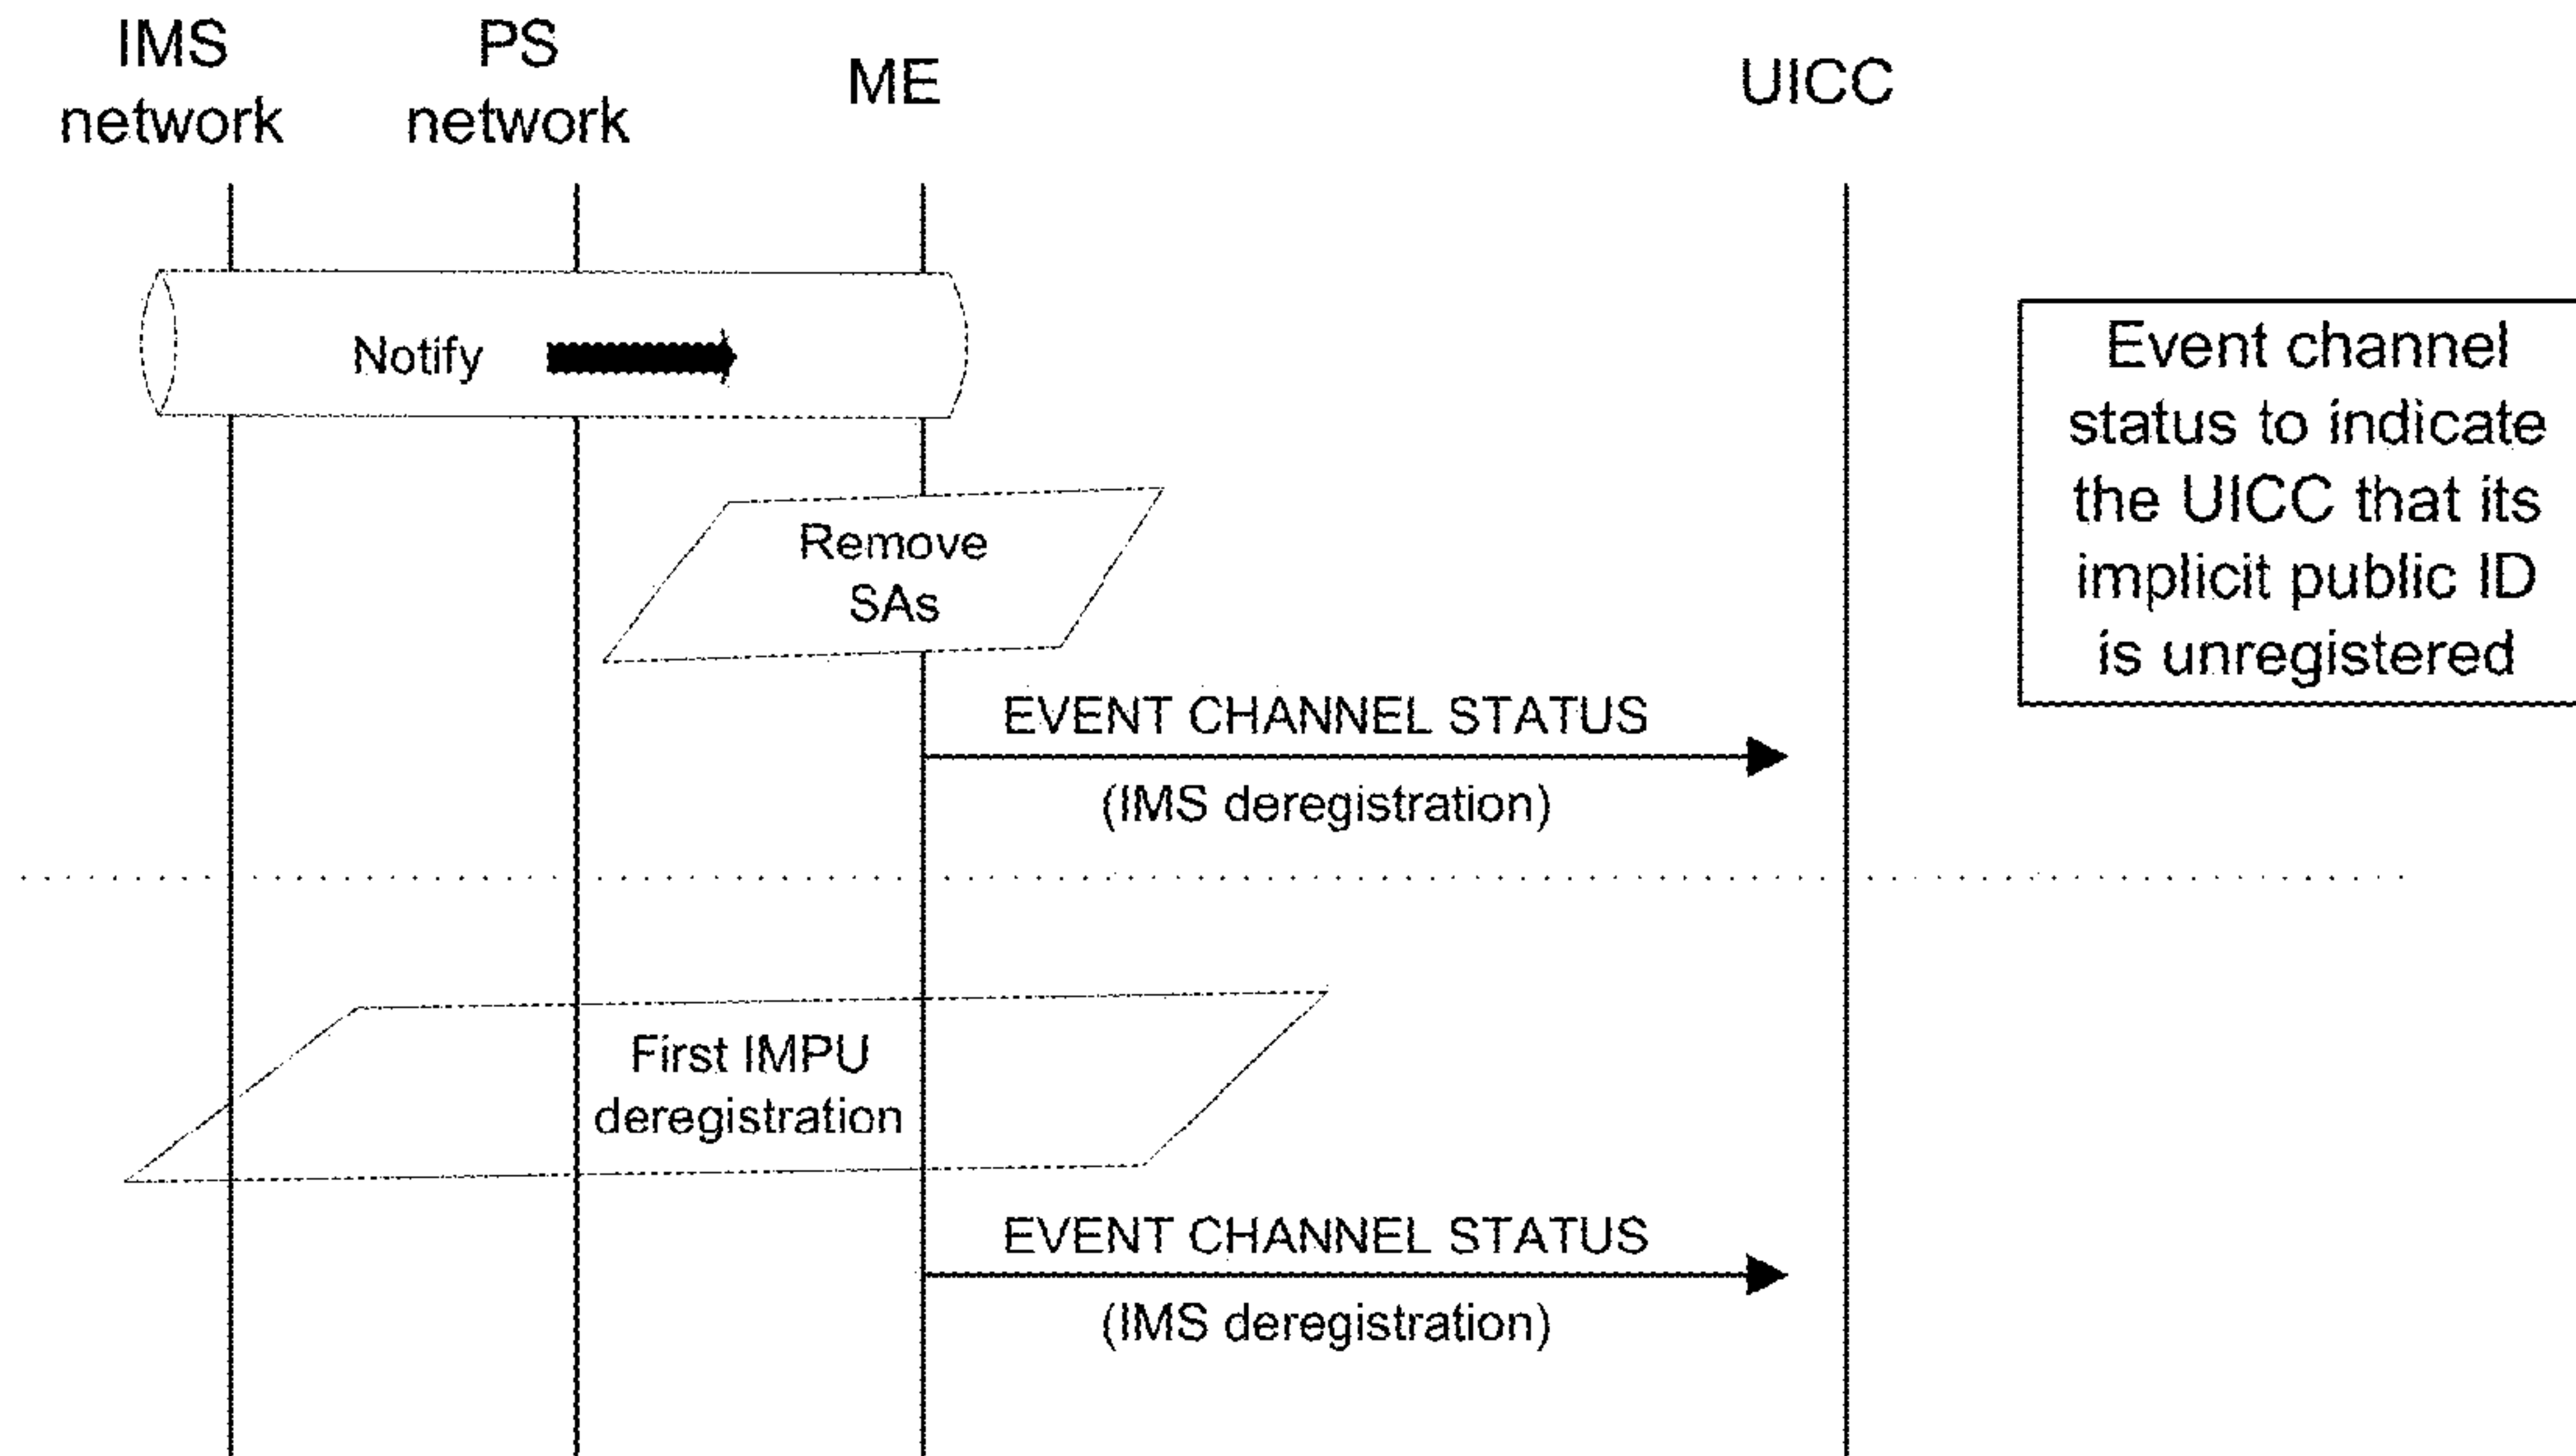 IMS
network
PS
network
ME
UICC
Notify
Event channel
status to indicate
the UICC that its
implicit public ID
is unregistered
Remove
SAs
EVENT CHANNEL STATUS
(IMS deregistration)
First IMPU
deregistration
EVENT CHANNEL STATUS
(IMS deregistration)